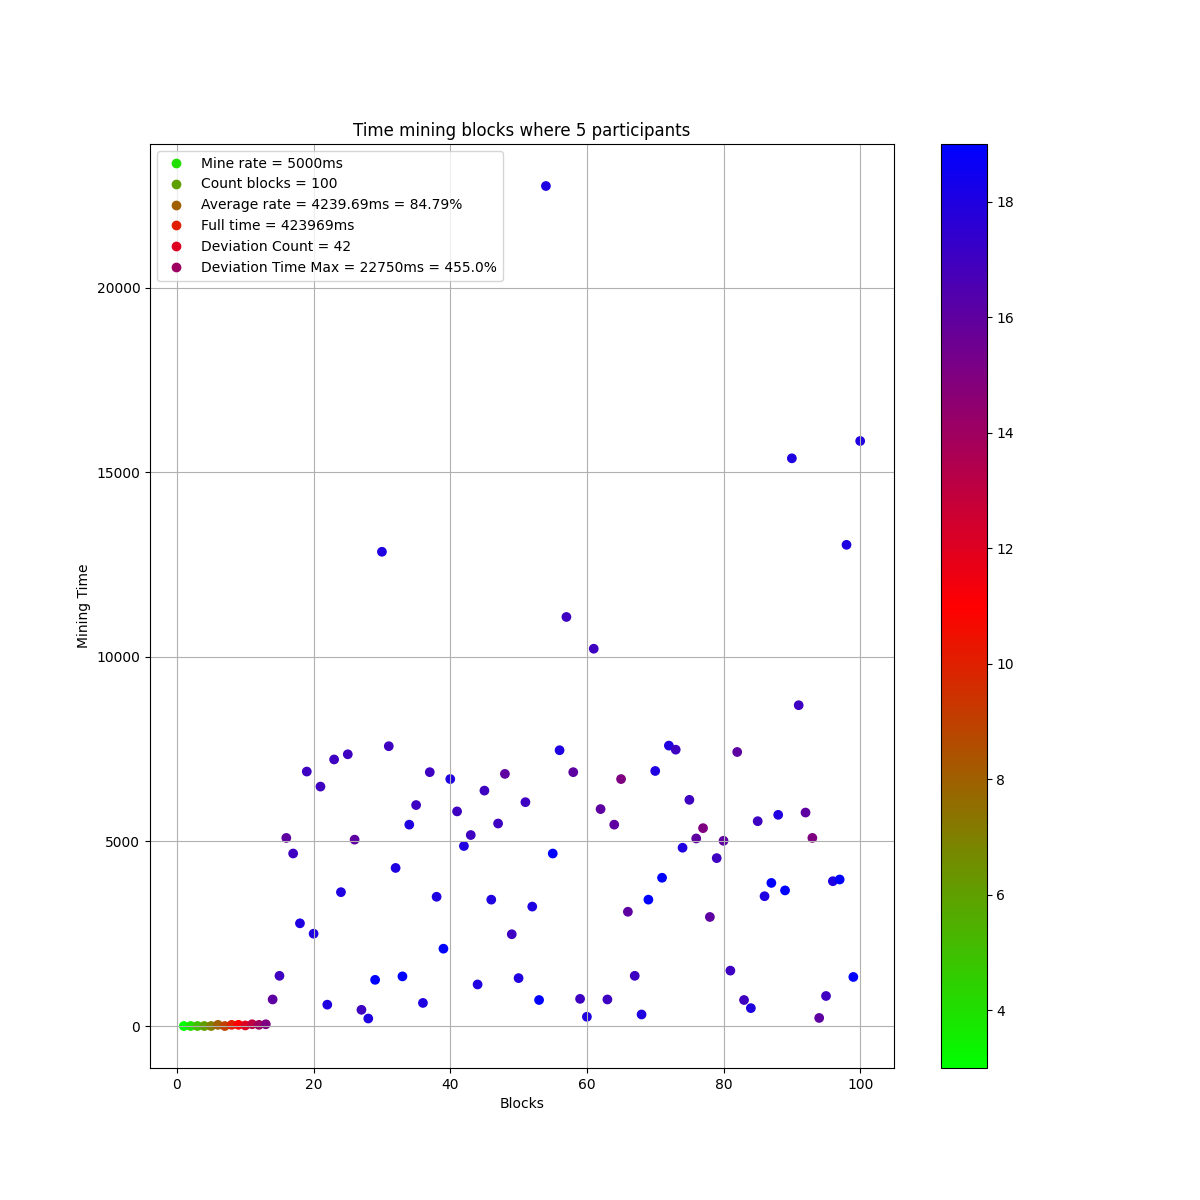 Time mining blocks where 5 participants
Mine rate = 5000ms
Count blocks = 100
Average rate = 4239.69ms = 84.79%
Full time = 423969ms
Deviation Count = 42
Deviation Time Max = 22750ms = 455.0%
20000
15000
10000
5000
0
Mining Time
0 20 40 60 80 100
Blocks
18
16
14
12
10
8
6
4